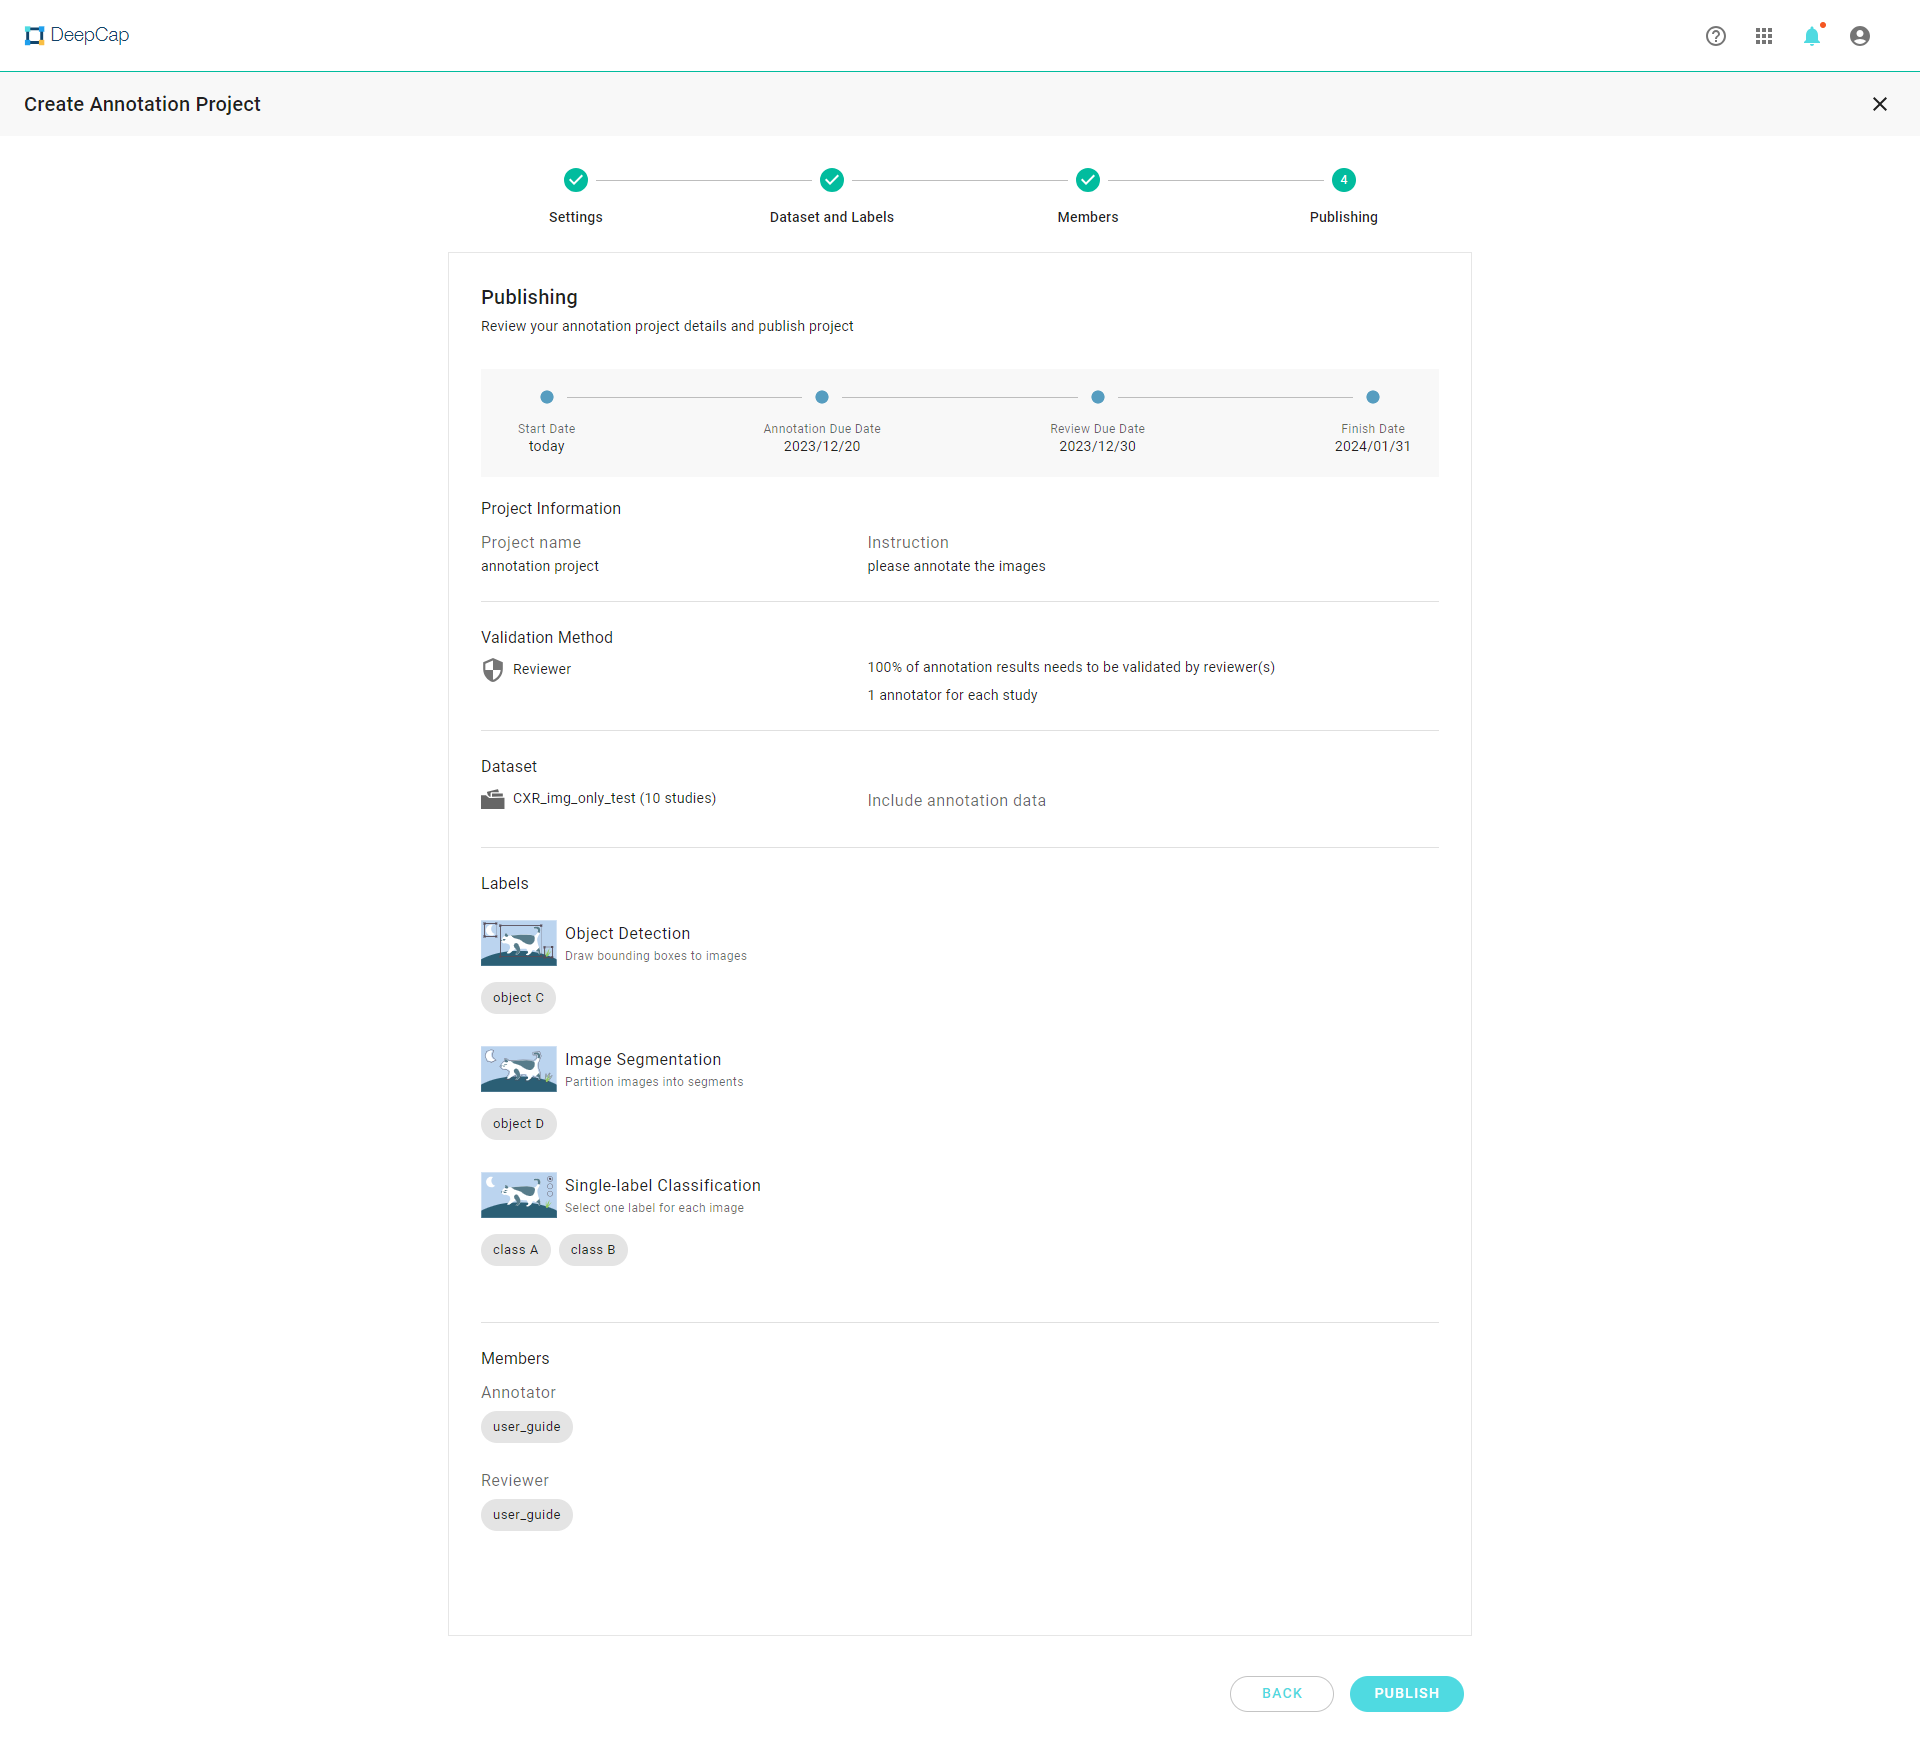 DeepCap
Create Annotation Project
4
Settings
Dataset and Labels
Members
Publishing
Publishing
Review your annotation project details and publish project
Start Date
today
Annotation Due Date
2023/12/20
Review Due Date
2023/12/30
Finish Date
2024/01/31
Project Information
Project name
annotation project
Instruction
please annotate the images
Validation Method
Reviewer
100% of annotation results needs to be validated by reviewer(s)
1 annotator for each study
Dataset
CXR_img_only_test (10 studies)
Include annotation data
Labels
Object Detection
Draw bounding boxes to images
object C
Image Segmentation
Partition images into segments
object D
Single-label Classification
Select one label for each image
class A
class B
Members
Annotator
user_guide
Reviewer
user_guide
BACK
PUBLISH